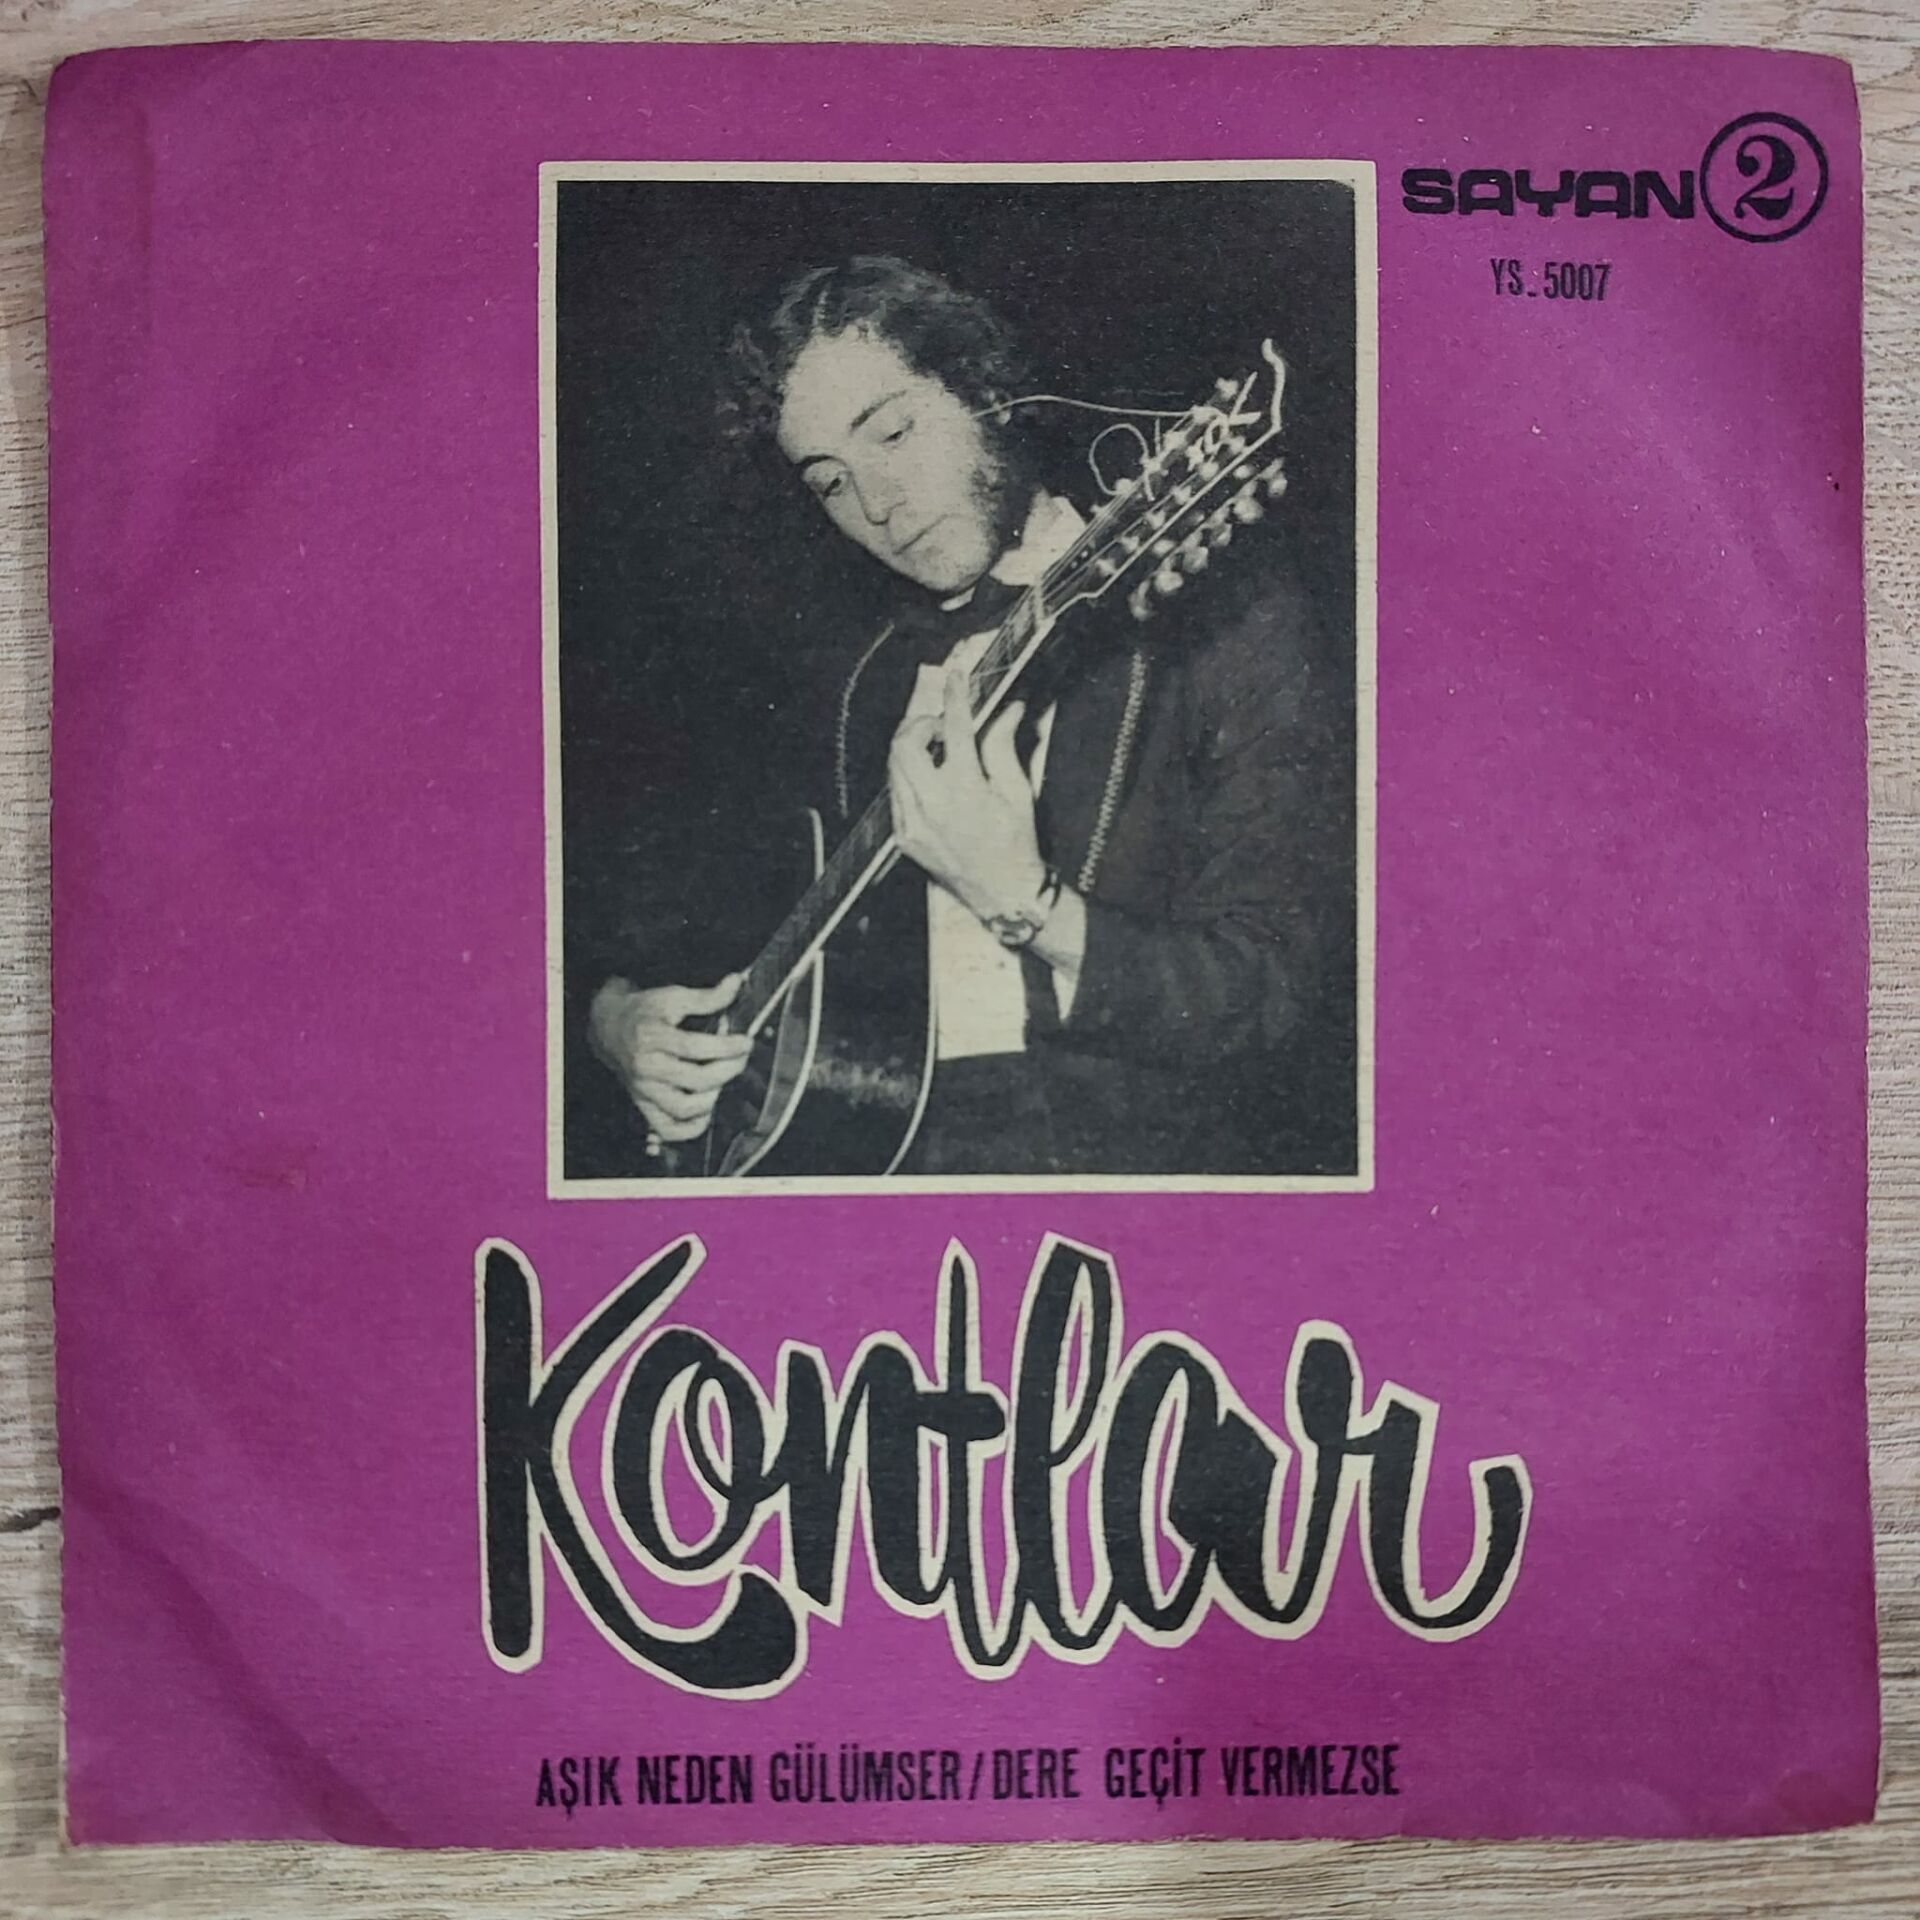 SAYAN 2
YS_5007
Kontlar
AŞIK NEDEN GÜLÜMSER/DERE GEÇİT VERMEZSE